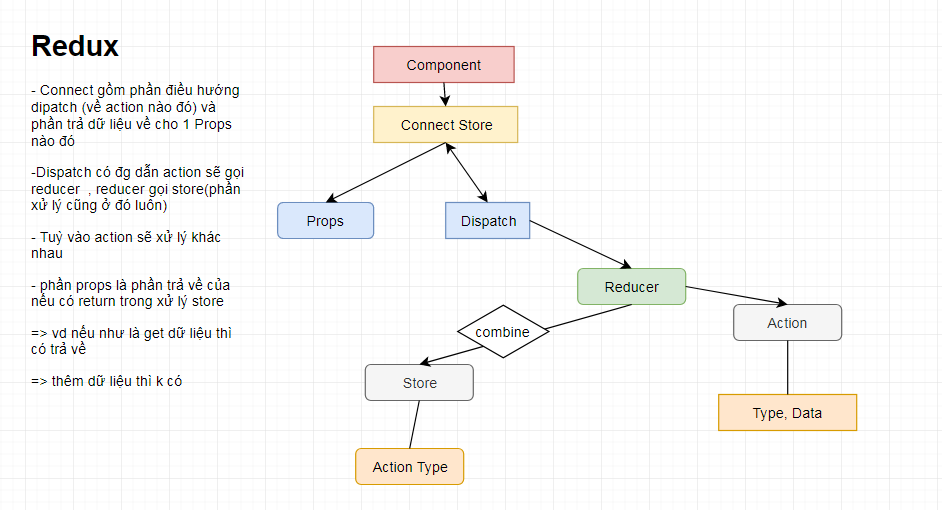 Redux
- Connect gồm phần điều hướng
dipatch (về action nào đó) và
phần trả dữ liệu về cho 1 Props
nào đó
-Dispatch có đg dẫn action sẽ gọi
reducer , reducer gọi store(phần
xử lý cũng ở đó luôn)
- Tuỳ vào action sẽ xử lý khác
nhau
- phần props là phần trả về của
nếu có return trong xử lý store
=> vd nếu như là get dữ liệu thì
có trả về
=> thêm dữ liệu thì k có
Component
Connect Store
Props
Dispatch
Reducer
Action
combine
Store
Type, Data
Action Type